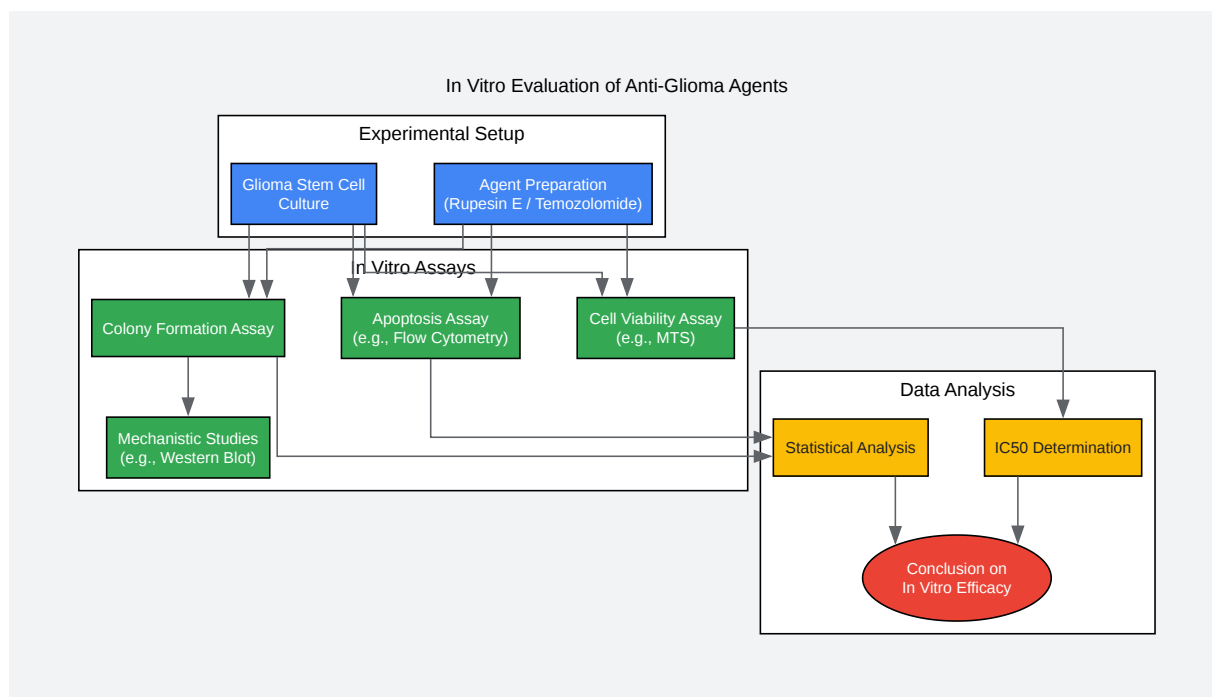 In Vitro Evaluation of Anti-Glioma Agents
Experimental Setup
Glioma Stem Cell
Culture
Agent Preparation
(Rupesin E / Temozolomide)
In Vitro Assays
Colony Formation Assay
Apoptosis Assay
(e.g., Flow Cytometry)
Cell Viability Assay
(e.g., MTS)
Mechanistic Studies
(e.g., Western Blot)
Data Analysis
Statistical Analysis
IC50 Determination
Conclusion on
In Vitro Efficacy